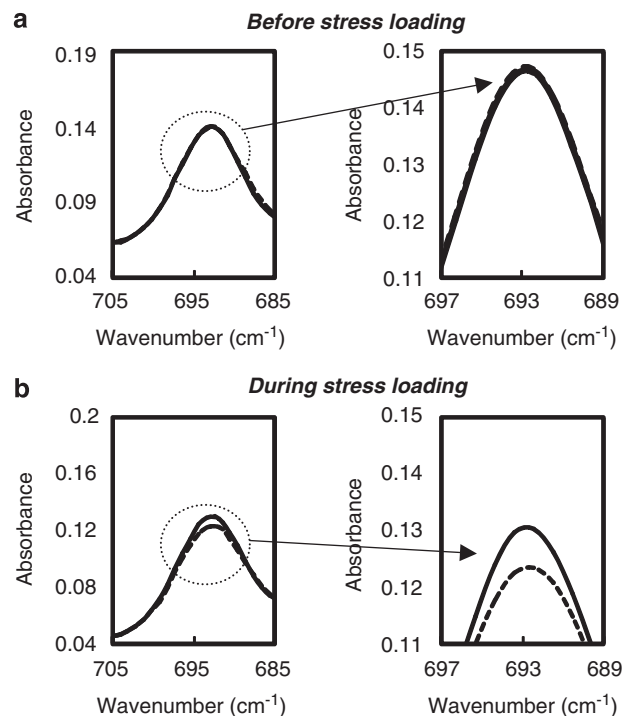 a
Before stress loading
Absorbance
0.19
0.14
0.09
0.04
705 695 685
Wavenumber (cm-1)
Absorbance
0.15
0.14
0.13
0.12
0.11
697 693 689
Wavenumber (cm-1)
b
During stress loading
Absorbance
0.2
0.16
0.12
0.08
0.04
705 695 685
Wavenumber (cm-1)
Absorbance
0.15
0.14
0.13
0.12
0.11
697 693 689
Wavenumber (cm-1)